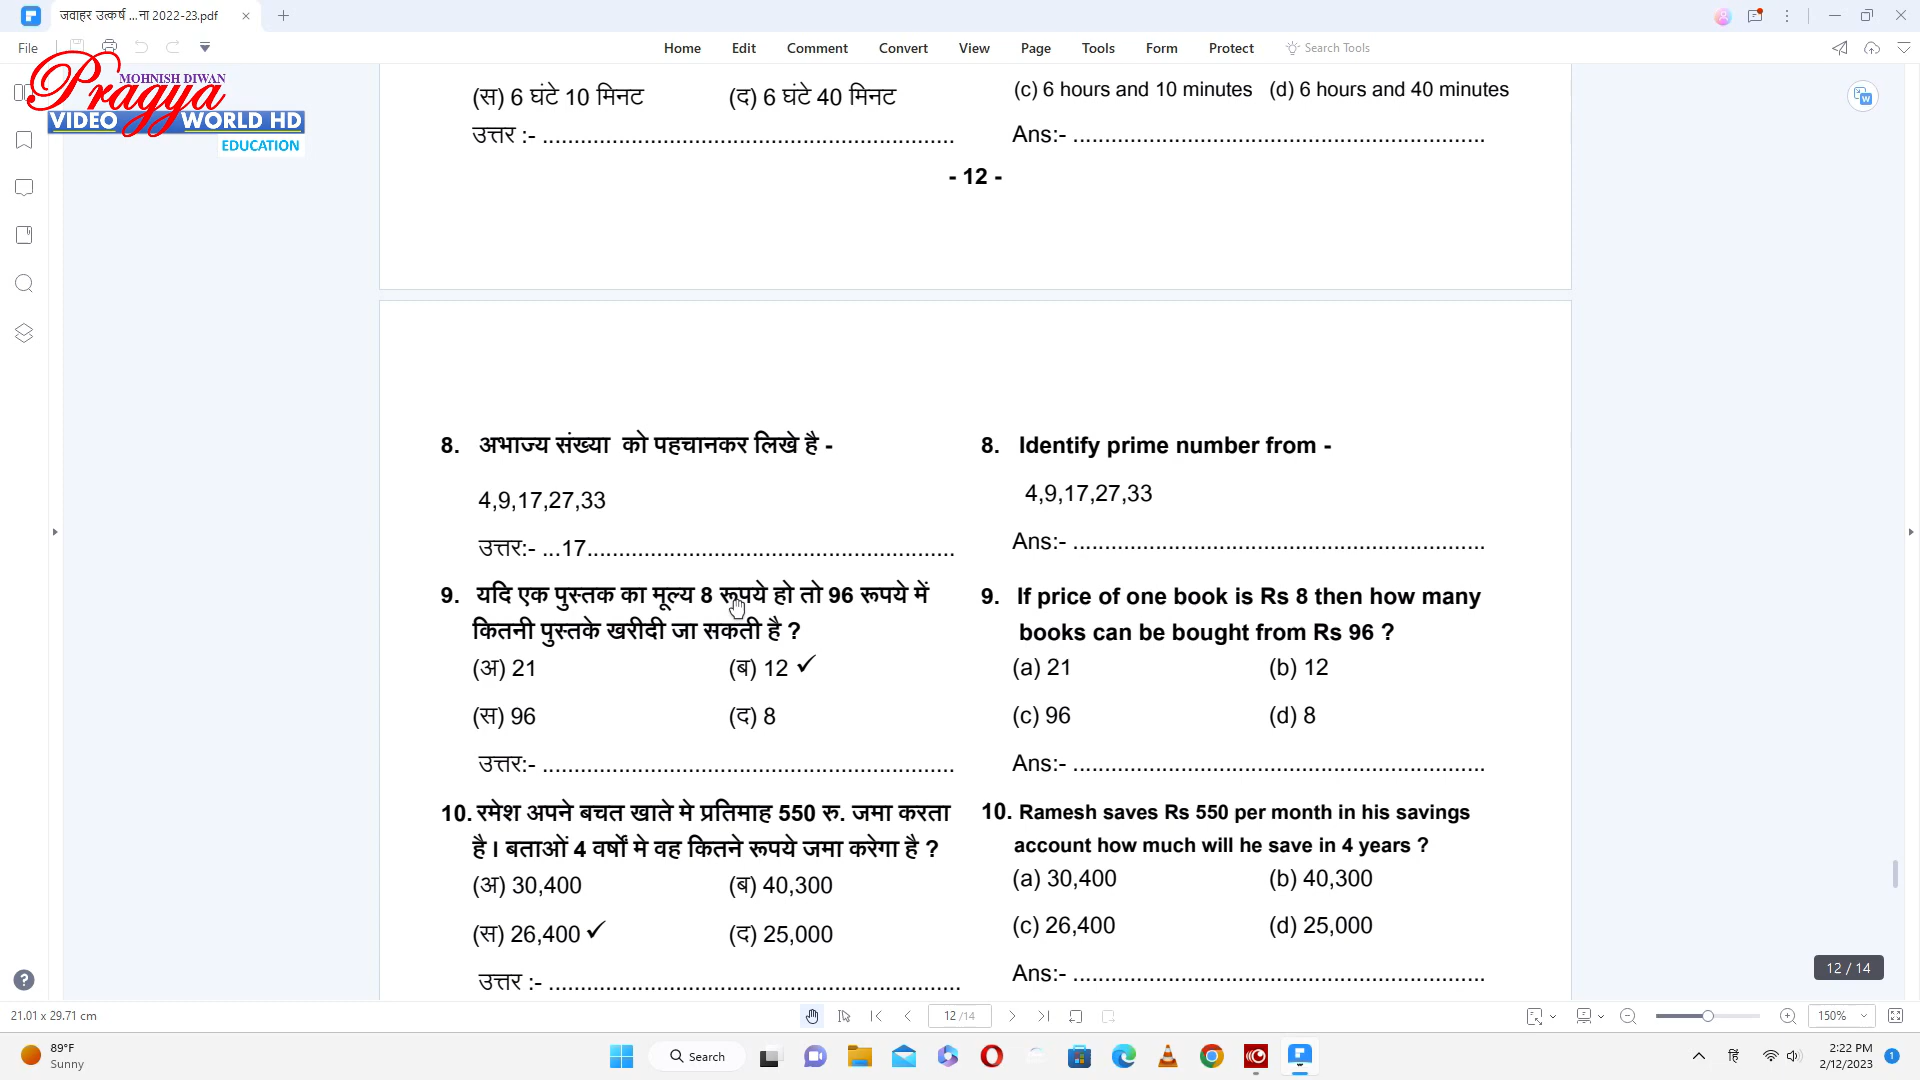 जवाहर उत्कर्ष ...ना 2022-23.pdf
File
Home Edit Comment Convert View Page Tools Form Protect Search Tools
MOHNISH DIWAN
Pragya
VIDEO WORLD HD
EDUCATION
(स) 6 घंटे 10 मिनट (द) 6 घंटे 40 मिनट
उत्तर :- .................................................................
(c) 6 hours and 10 minutes (d) 6 hours and 40 minutes
Ans:- .................................................................
- 12 -
8. अभाज्य संख्या को पहचानकर लिखे है -
4,9,17,27,33
उत्तर:- ...17..........................................................
9. यदि एक पुस्तक का मूल्य 8 रूपये हो तो 96 रूपये में
कितनी पुस्तके खरीदी जा सकती है ?
(अ) 21 (ब) 12 ✓
(स) 96 (द) 8
उत्तर:- .................................................................
10. रमेश अपने बचत खाते मे प्रतिमाह 550 रु. जमा करता
है। बताओं 4 वर्षों मे वह कितने रूपये जमा करेगा है ?
(अ) 30,400 (ब) 40,300
(स) 26,400 ✓ (द) 25,000
उत्तर :- .................................................................
8. Identify prime number from -
4,9,17,27,33
Ans:- .................................................................
9. If price of one book is Rs 8 then how many
books can be bought from Rs 96 ?
(a) 21 (b) 12
(c) 96 (d) 8
Ans:- .................................................................
10. Ramesh saves Rs 550 per month in his savings
account how much will he save in 4 years ?
(a) 30,400 (b) 40,300
(c) 26,400 (d) 25,000
Ans:- .................................................................
12 / 14
21.01 x 29.71 cm
12 /14
150%
89°F
Sunny
Search
हिं
2:22 PM
2/12/2023
1